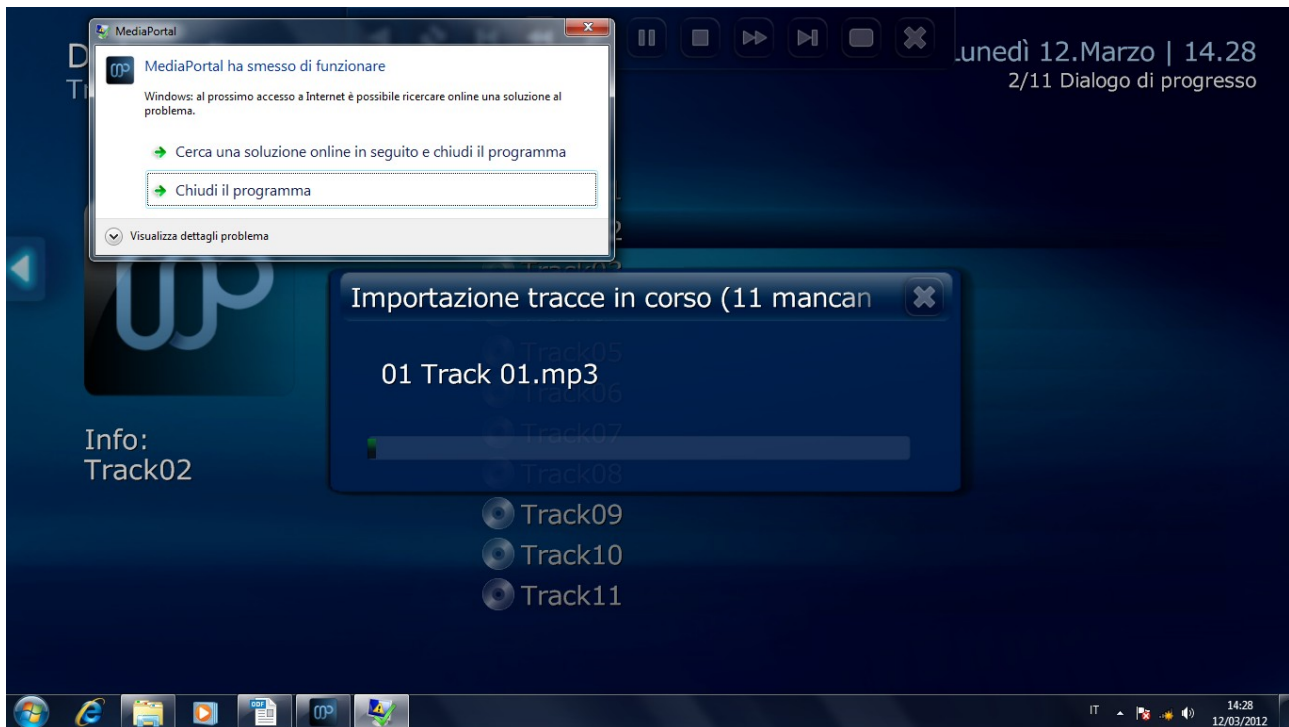 MediaPortal
MediaPortal ha smesso di funzionare
Windows: al prossimo accesso a Internet è possibile ricercare online una soluzione al
problema.
Cerca una soluzione online in seguito e chiudi il programma
Chiudi il programma
Visualizza dettagli problema
Lunedì 12.Marzo | 14.28
2/11 Dialogo di progresso
Importazione tracce in corso (11 mancan
01 Track 01.mp3
Track05
Track06
Track07
Track08
Track09
Track10
Track11
Info:
Track02
IT
14:28
12/03/2012